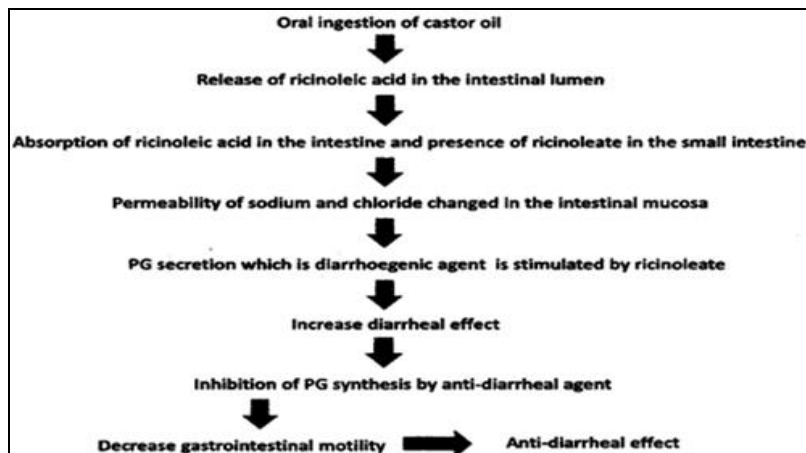 Oral ingestion of castor oil
Release of ricinoleic acid in the intestinal lumen
Absorption of ricinoleic acid in the intestine and presence of ricinoleate in the small intestine
Permeability of sodium and chloride changed in the intestinal mucosa
PG secretion which is diarrhoegenic agent is stimulated by ricinoleate
Increase diarrheal effect
Inhibition of PG synthesis by anti-diarrheal agent
Decrease gastrointestinal motility
Anti-diarrheal effect